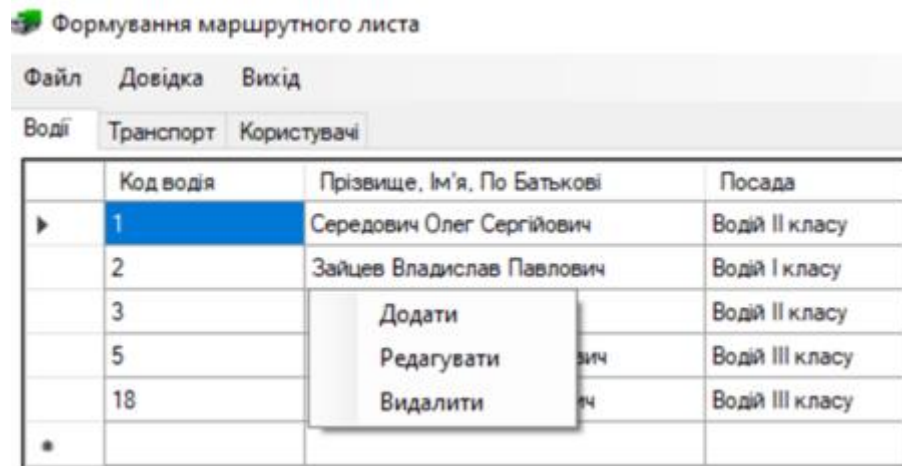 Формування маршрутного листа
Файл Довідка Вихід
Водії Транспорт Користувачі
Код водія Прізвище, Ім'я, По Батькові Посада
1 Середович Олег Сергійович Водій II класу
2 Зайцев Владислав Павлович Водій I класу
3 Додати Водій II класу
5 Редагувати вич Водій III класу
18 Видалити ич Водій III класу